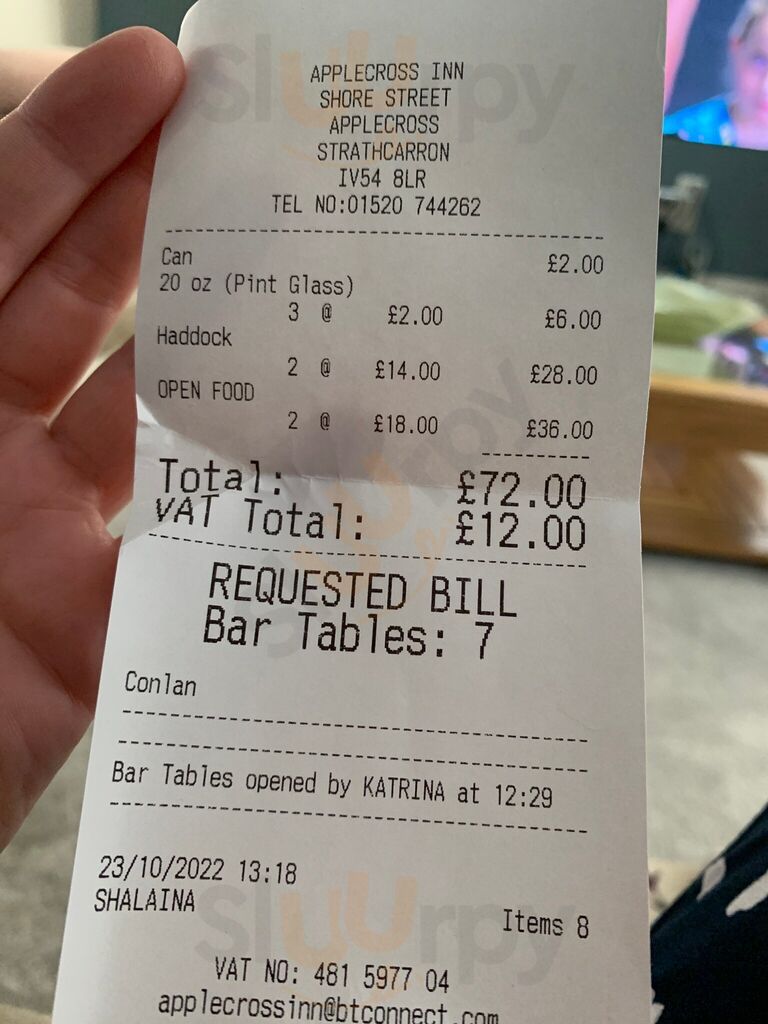 APPLECROSS INN
SHORE STREET
APPLECROSS
STRATHCARRON
IV54 8LR
TEL NO:01520 744262
Can £2.00
20 oz (Pint Glass)
3 @ £2.00 £6.00
Haddock
2 @ £14.00 £28.00
OPEN FOOD
2 @ £18.00 £36.00
Total: £72.00
VAT Total: £12.00
REQUESTED BILL
Bar Tables: 7
Conlan
Bar Tables opened by KATRINA at 12:29
23/10/2022 13:18
SHALAINA
Items 8
VAT NO: 481 5977 04
applecrossinn@btconnect.com
Sluurpy
Sluurpy
Sluurpy